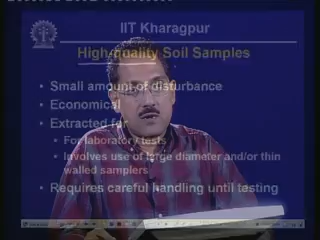 IIT Kharagpur
High-quality Soil Samples
• Small amount of disturbance
• Economical
• Extracted for
• For laboratory tests
• Involves use of large diameter and/or thin
walled samplers
• Requires careful handling until testing